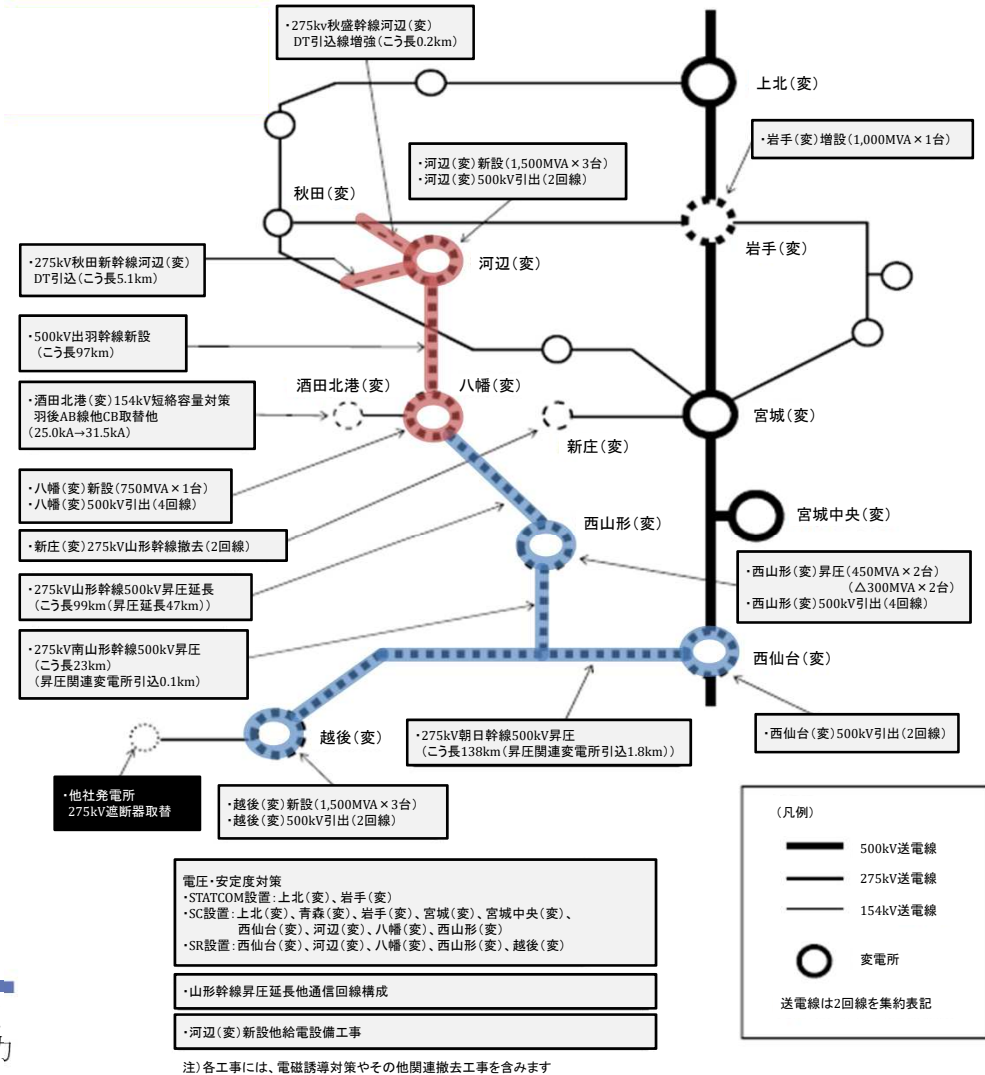 ・275kv秋盛幹線河辺(変)
DT引込線増強(こう長0.2km)
上北(変)
・岩手(変)増設(1,000MVA×1台)
・河辺(変)新設(1,500MVA×3台)
・河辺(変)500kV引出(2回線)
秋田(変)
岩手(変)
河辺(変)
・275kV秋田新幹線河辺(変)
DT引込(こう長5.1km)
・500kV出羽幹線新設
(こう長97km)
酒田北港(変)
八幡(変)
・酒田北港(変)154kV短絡容量対策
羽後AB線他CB取替他
(25.0kA→31.5kA)
宮城(変)
新庄(変)
・八幡(変)新設(750MVA×1台)
・八幡(変)500kV引出(4回線)
宮城中央(変)
西山形(変)
・新庄(変)275kV山形幹線撤去(2回線)
・西山形(変)昇圧(450MVA×2台)
(△300MVA×2台)
・西山形(変)500kV引出(4回線)
・275kV山形幹線500kV昇圧延長
(こう長99km(昇圧延長47km))
・275kV南山形幹線500kV昇圧
(こう長23km)
(昇圧関連変電所引込0.1km)
西仙台(変)
越後(変)
・275kV朝日幹線500kV昇圧
(こう長138km(昇圧関連変電所引込1.8km))
・西仙台(変)500kV引出(2回線)
・他社発電所
275kV遮断器取替
・越後(変)新設(1,500MVA×3台)
・越後(変)500kV引出(2回線)
(凡例)
500kV送電線
275kV送電線
154kV送電線
変電所
送電線は2回線を集約表記
電圧・安定度対策
・STATCOM設置:上北(変)、岩手(変)
・SC設置:上北(変)、青森(変)、岩手(変)、宮城(変)、宮城中央(変)、
西仙台(変)、河辺(変)、八幡(変)、西山形(変)
・SR設置:西仙台(変)、河辺(変)、八幡(変)、西山形(変)、越後(変)
・山形幹線昇圧延長他通信回線構成
・河辺(変)新設他給電設備工事
注)各工事には、電磁誘導対策やその他関連撤去工事を含みます